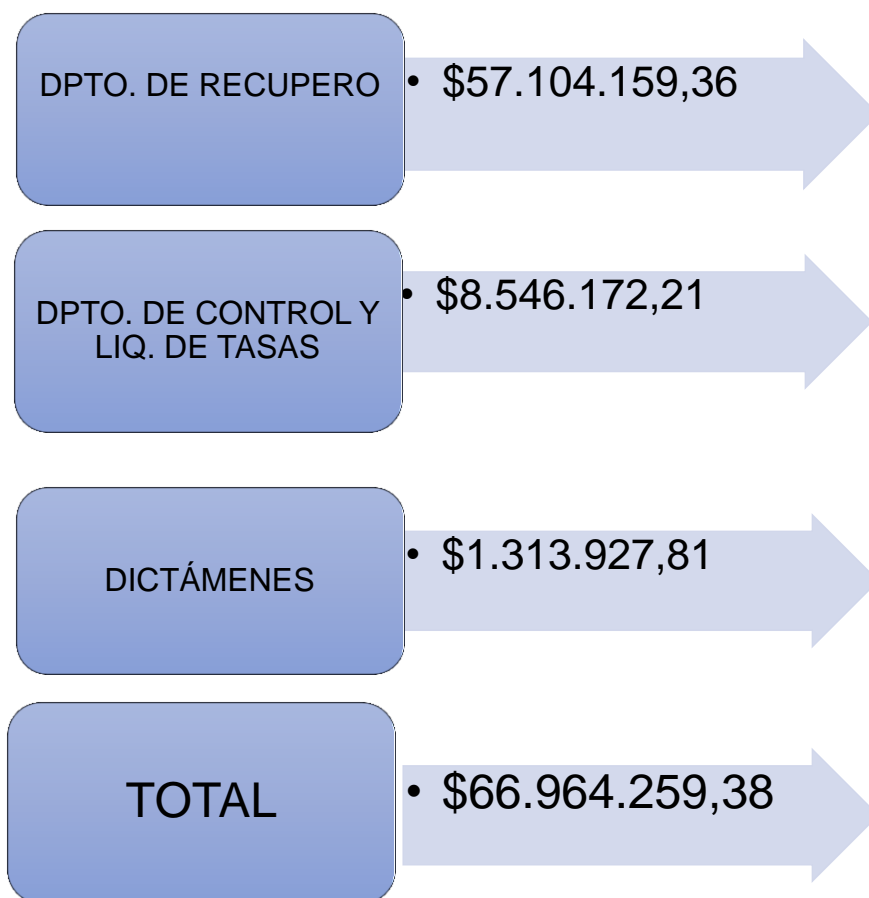 DPTO. DE RECUPERO
• $57.104.159,36
DPTO. DE CONTROL Y
LIQ. DE TASAS
• $8.546.172,21
DICTÁMENES
• $1.313.927,81
TOTAL
• $66.964.259,38